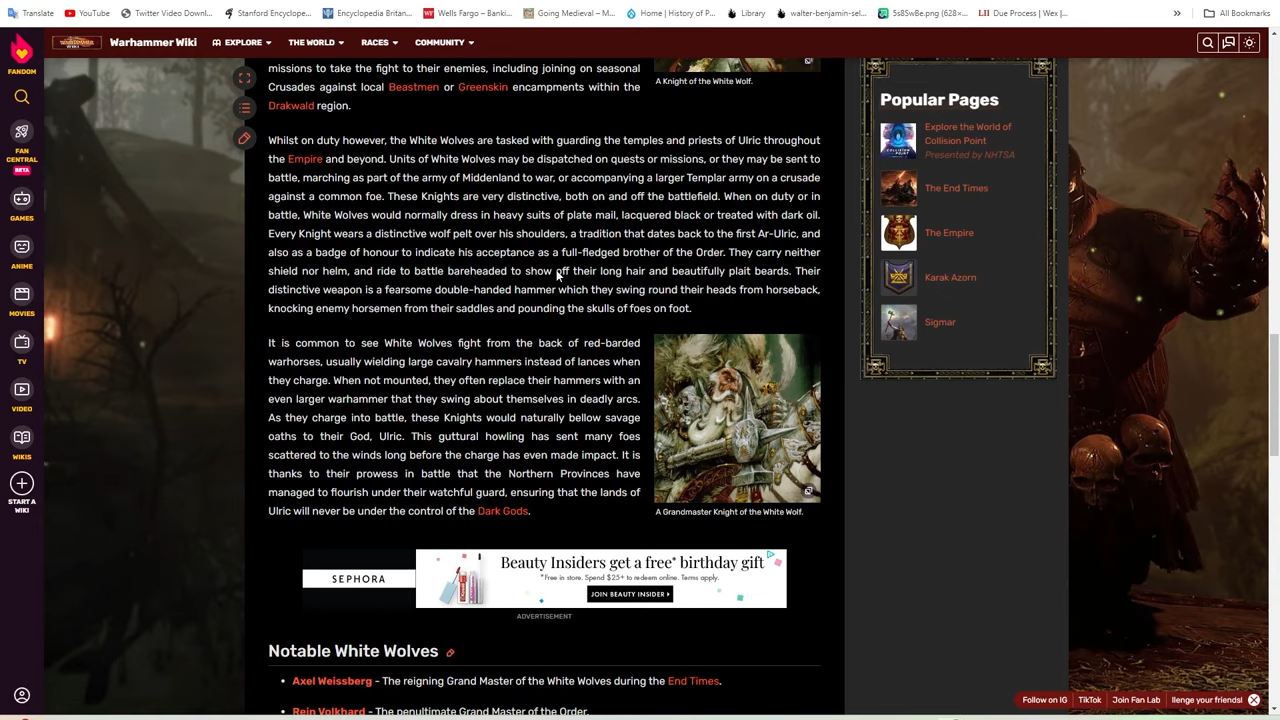 Translate
YouTube
Twitter Video Downl...
Stanford Encyclope...
Encyclopedia Britan...
Wells Fargo – Banki...
Going Medieval – M...
Home | History of P...
Library
walter-benjamin-sel...
5s8SwBe.png (628×...
Due Process | Wex |...
»
All Bookmarks
FANDOM
FAN CENTRAL
BETA
GAMES
ANIME
MOVIES
TV
VIDEO
WIKIS
START A WIKI
Warhammer Wiki
EXPLORE
THE WORLD
RACES
COMMUNITY
missions to take the fight to their enemies, including joining on seasonal
Crusades against local Beastmen or Greenskin encampments within the
Drakwald region.
A Knight of the White Wolf.
Whilst on duty however, the White Wolves are tasked with guarding the temples and priests of Ulric throughout
the Empire and beyond. Units of White Wolves may be dispatched on quests or missions, or they may be sent to
battle, marching as part of the army of Middenland to war, or accompanying a larger Templar army on a crusade
against a common foe. These Knights are very distinctive, both on and off the battlefield. When on duty or in
battle, White Wolves would normally dress in heavy suits of plate mail, lacquered black or treated with dark oil.
Every Knight wears a distinctive wolf pelt over his shoulders, a tradition that dates back to the first Ar-Ulric, and
also as a badge of honour to indicate his acceptance as a full-fledged brother of the Order. They carry neither
shield nor helm, and ride to battle bareheaded to show off their long hair and beautifully plait beards. Their
distinctive weapon is a fearsome double-handed hammer which they swing round their heads from horseback,
knocking enemy horsemen from their saddles and pounding the skulls of foes on foot.
It is common to see White Wolves fight from the back of red-barded
warhorses, usually wielding large cavalry hammers instead of lances when
they charge. When not mounted, they often replace their hammers with an
even larger warhammer that they swing about themselves in deadly arcs.
As they charge into battle, these Knights would naturally bellow savage
oaths to their God, Ulric. This guttural howling has sent many foes
scattered to the winds long before the charge has even made impact. It is
thanks to their prowess in battle that the Northern Provinces have
managed to flourish under their watchful guard, ensuring that the lands of
Ulric will never be under the control of the Dark Gods.
A Grandmaster Knight of the White Wolf.
SEPHORA
Beauty Insiders get a free* birthday gift
*Free in store. Spend $25+ to redeem online. Terms apply.
JOIN BEAUTY INSIDER
ADVERTISEMENT
Notable White Wolves
• Axel Weissberg - The reigning Grand Master of the White Wolves during the End Times.
• Rein Volkhard - The penultimate Grand Master of the Order.
Popular Pages
Explore the World of
Collision Point
Presented by NHTSA
The End Times
The Empire
Karak Azorn
Sigmar
Follow on IG
TikTok
Join Fan Lab
llenge your friends!